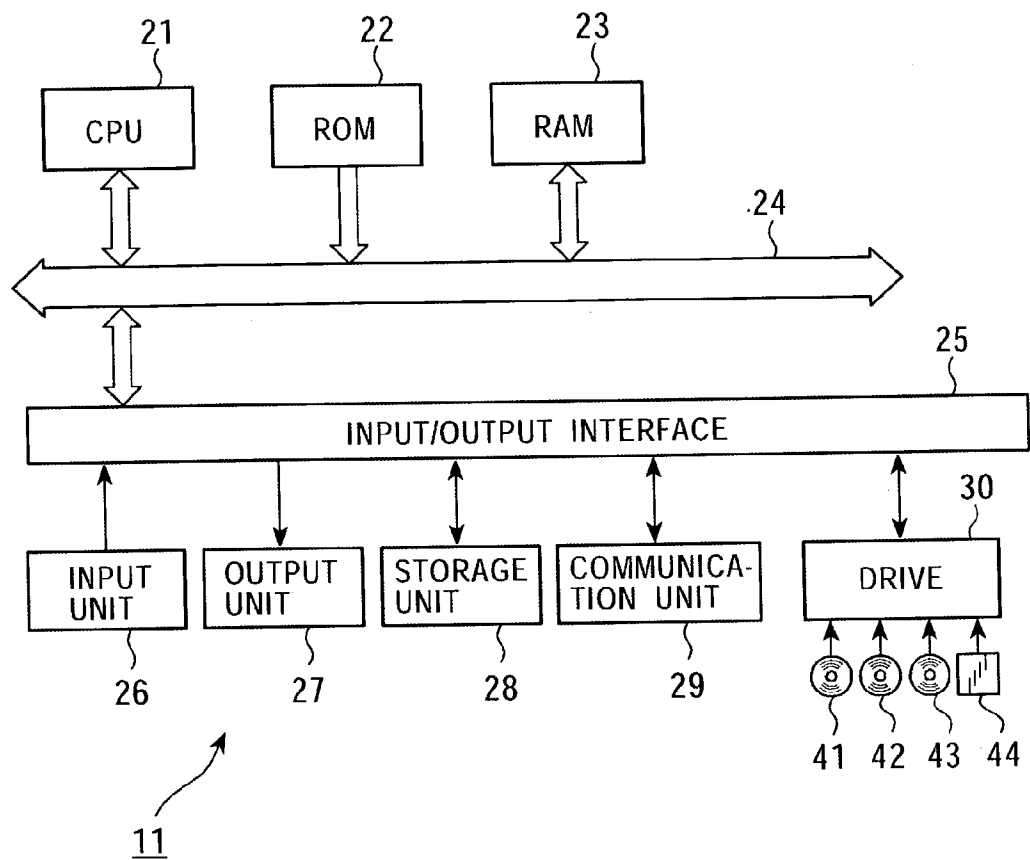 21
22
23
CPU
ROM
RAM
24
25
INPUT/OUTPUT INTERFACE
30
INPUT
UNIT
OUTPUT
UNIT
STORAGE
UNIT
COMMUNICA-
TION UNIT
DRIVE
26
27
28
29
41
42
43
44
11